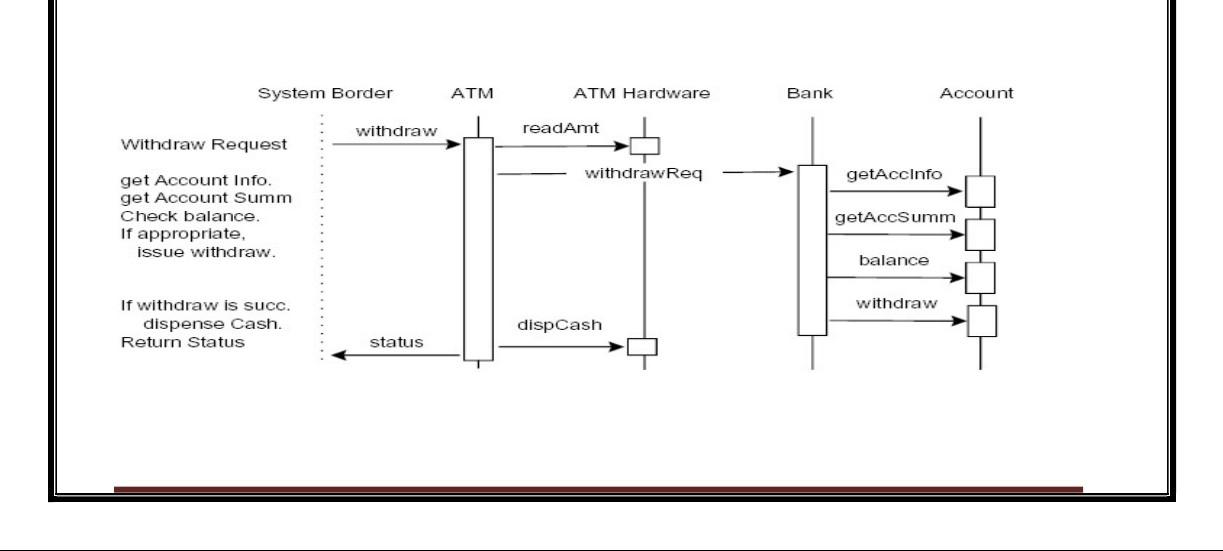 System Border ATM ATM Hardware Bank Account
withdraw readAmt
Withdraw Request
withdrawReq getAccInfo
get Account Info.
get Account Summ
Check balance. getAccSumm
If appropriate,
issue withdraw.
balance
If withdraw is succ. withdraw
dispense Cash. dispCash
Return Status status